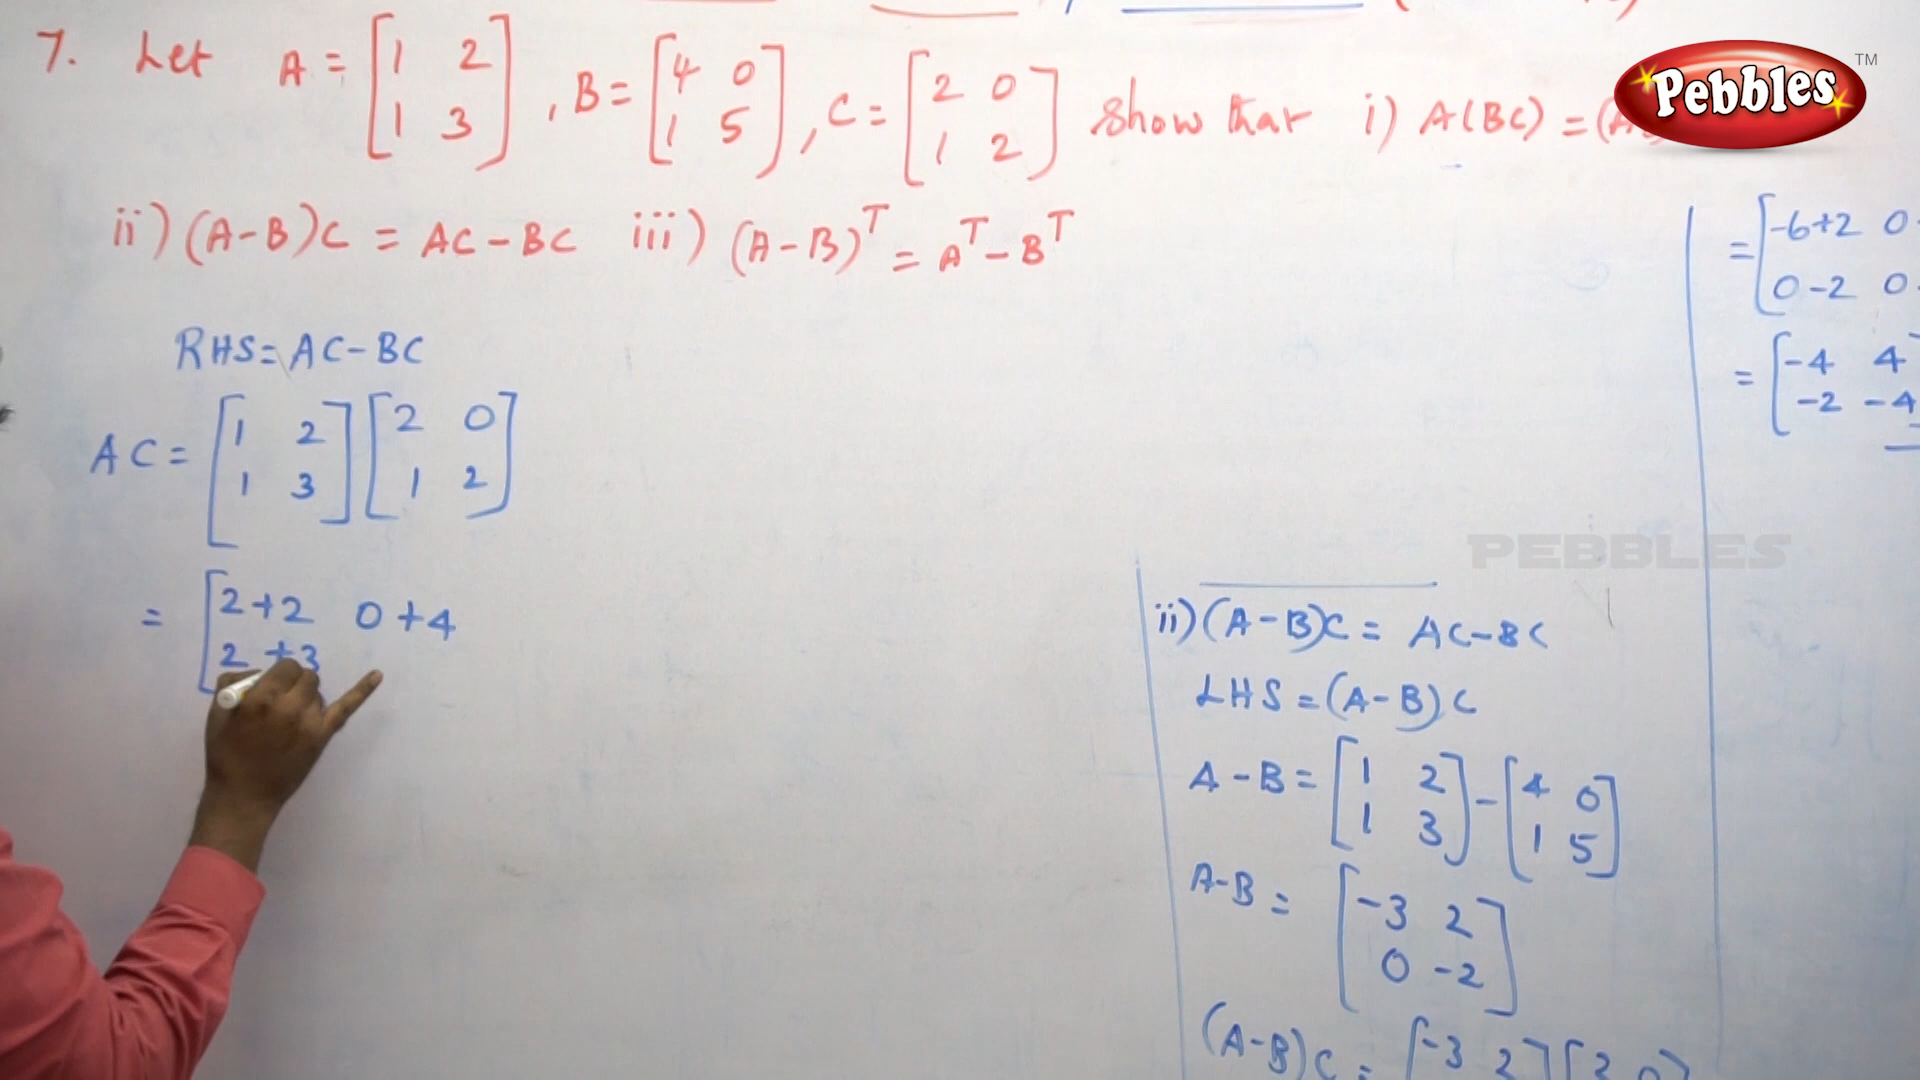 7. Let A = [1 2 1 3], B = [4 0 1 5], C = [2 0 1 2] show that i) A(BC) = (A
Pebbles TM
ii) (A-B)C = AC - BC iii) (A-B)^T = A^T - B^T
RHS = AC - BC
AC = [1 2 1 3] [2 0 1 2]
= [2+2 0+4
2+3
= [-6+2 0
0-2 0
= [-4 4
-2 -4
PEBBLES
ii) (A-B)C = AC - BC
LHS = (A-B)C
A-B = [1 2 1 3] - [4 0 1 5]
A-B = [-3 2 0 -2]
(A-B)C = [-3 2] [2 0]